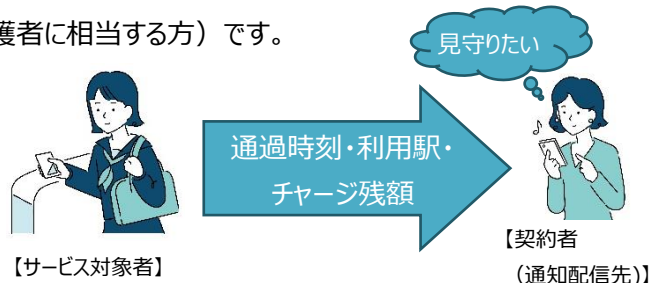 護者に相当する方）です。
見守りたい
通過時刻・利用駅・
チャージ残額
【サービス対象者】
【契約者
（通知配信先)】